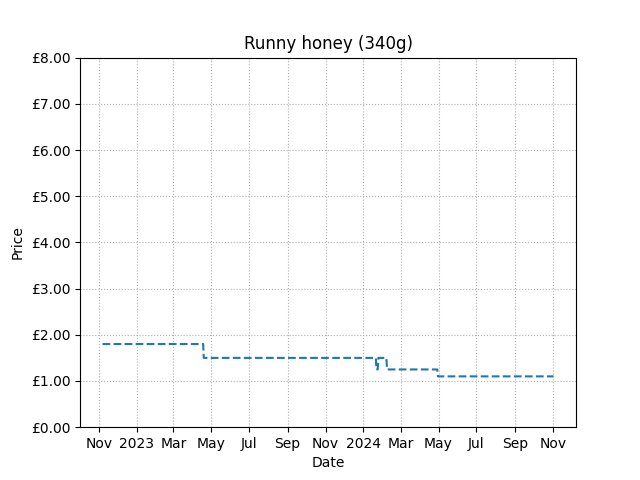 Runny honey (340g)
£8.00
£7.00
£6.00
£5.00
£4.00
£3.00
£2.00
£1.00
£0.00
Price
Nov 2023 Mar May Jul Sep Nov 2024 Mar May Jul Sep Nov
Date